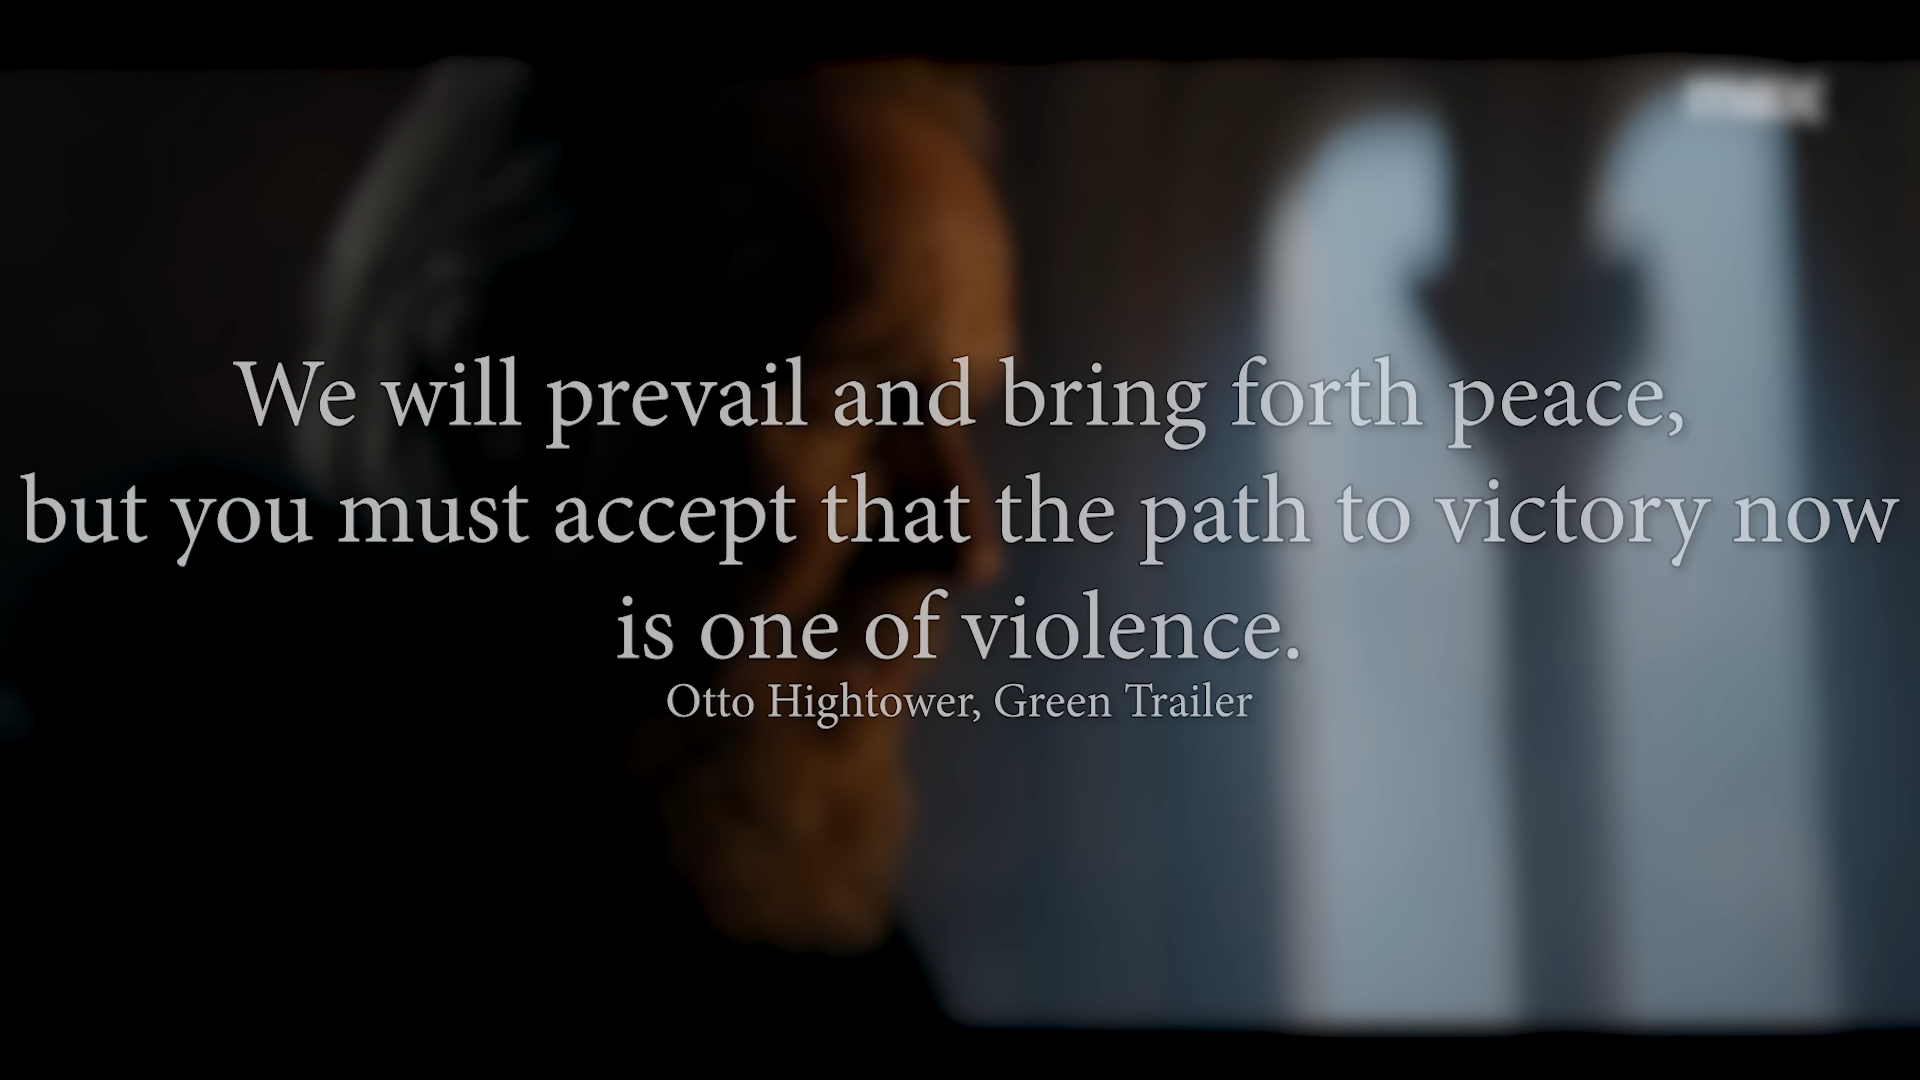 We will prevail and bring forth peace,
but you must accept that the path to victory now
is one of violence.
Otto Hightower, Green Trailer
max